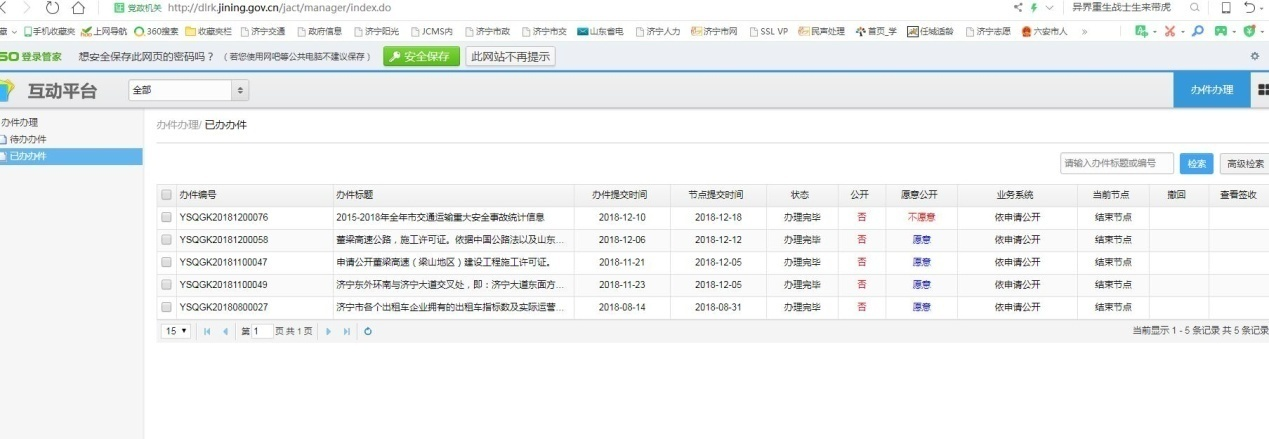 党政机关 http://dlrk.jining.gov.cn/jact/manager/index.do 异界重生战士生来带虎
手机收藏夹 上网导航 360搜索 收藏栏 济宁交通 政府信息 济宁阳光 JCMS内 济宁市政 济宁市交 山东省电 济宁人力 济宁市网 SSL VP 民声处理 首页_学 任城适龄 济宁志愿 六安市人 »
60登录管家 想安全保存此网页的密码吗？ （若您使用网吧等公共电脑不建议保存） 安全保存 此网站不再提示
互动平台 全部 办件办理
办件办理
待办办件
已办办件
办件办理/ 已办办件
请输入办件标题或编号 检索 高级检索
办件编号 办件标题 办件提交时间 节点提交时间 状态 公开 愿意公开 业务系统 当前节点 撤回 查看签收
YSQGK20181200076 2015-2018年全年市交通运输重大安全事故统计信息 2018-12-10 2018-12-18 办理完毕 否 不愿意 依申请公开 结束节点
YSQGK20181200058 董梁高速公路，施工许可证。依据中国公路法以及山东... 2018-12-06 2018-12-12 办理完毕 否 愿意 依申请公开 结束节点
YSQGK20181100047 申请公开董梁高速（梁山地区）建设工程施工许可证。 2018-11-21 2018-12-05 办理完毕 否 愿意 依申请公开 结束节点
YSQGK20181100049 济宁东外环南与济宁大道交叉处，即：济宁大道东面方... 2018-11-23 2018-12-05 办理完毕 否 愿意 依申请公开 结束节点
YSQGK20180800027 济宁市各个出租车企业拥有的出租车指标数及实际运营... 2018-08-14 2018-08-31 办理完毕 否 愿意 依申请公开 结束节点
15 第 1 页 共 1 页 当前显示 1 - 5 条记录 共 5 条记录